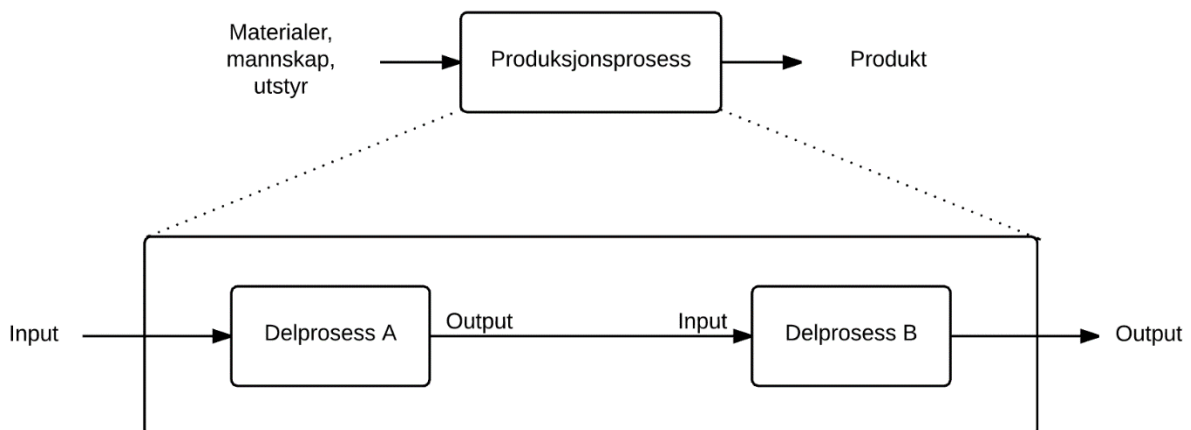 Materialer,
mannskap,
utstyr
Produksjonsprosess
Produkt
Input
Delprosess A
Output
Input
Delprosess B
Output